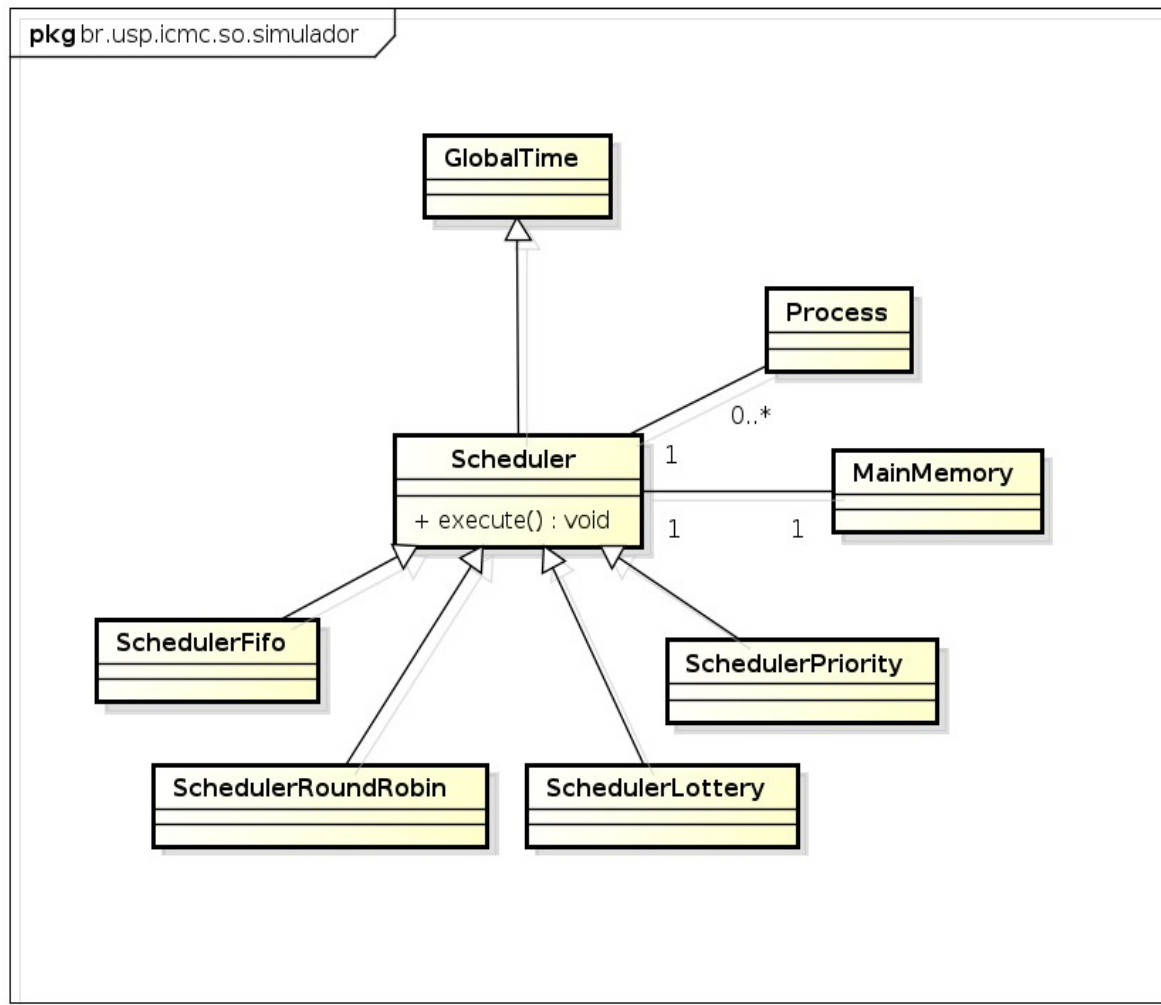 pkg br.usp.icmc.so.simulador
GlobalTime
Process
0..*
Scheduler
1
MainMemory
+ execute() : void
1
1
SchedulerFifo
SchedulerPriority
SchedulerRoundRobin
SchedulerLottery